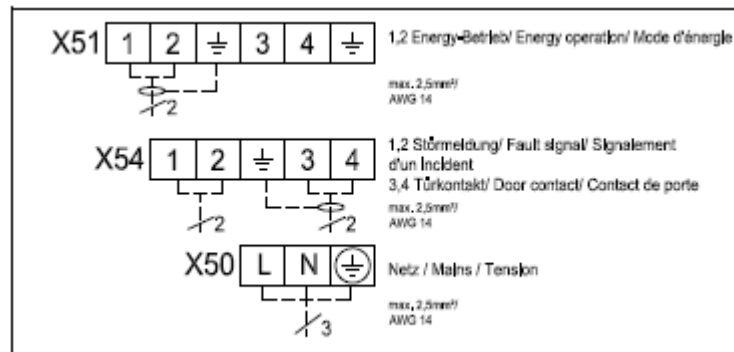 X51 1 2 ⏚ 3 4 ⏚ 1,2 Energy-Betrieb/ Energy operation/ Mode d'énergie
max. 2,5mm²/
AWG 14
2
X54 1 2 ⏚ 3 4 1,2 Störmeldung/ Fault signal/ Signalement
d'un Incident
3,4 Türkontakt/ Door contact/ Contact de porte
max. 2,5mm²/
AWG 14
2 2
X50 L N ⏚ Netz / Mains / Tension
max. 2,5mm²/
AWG 14
3